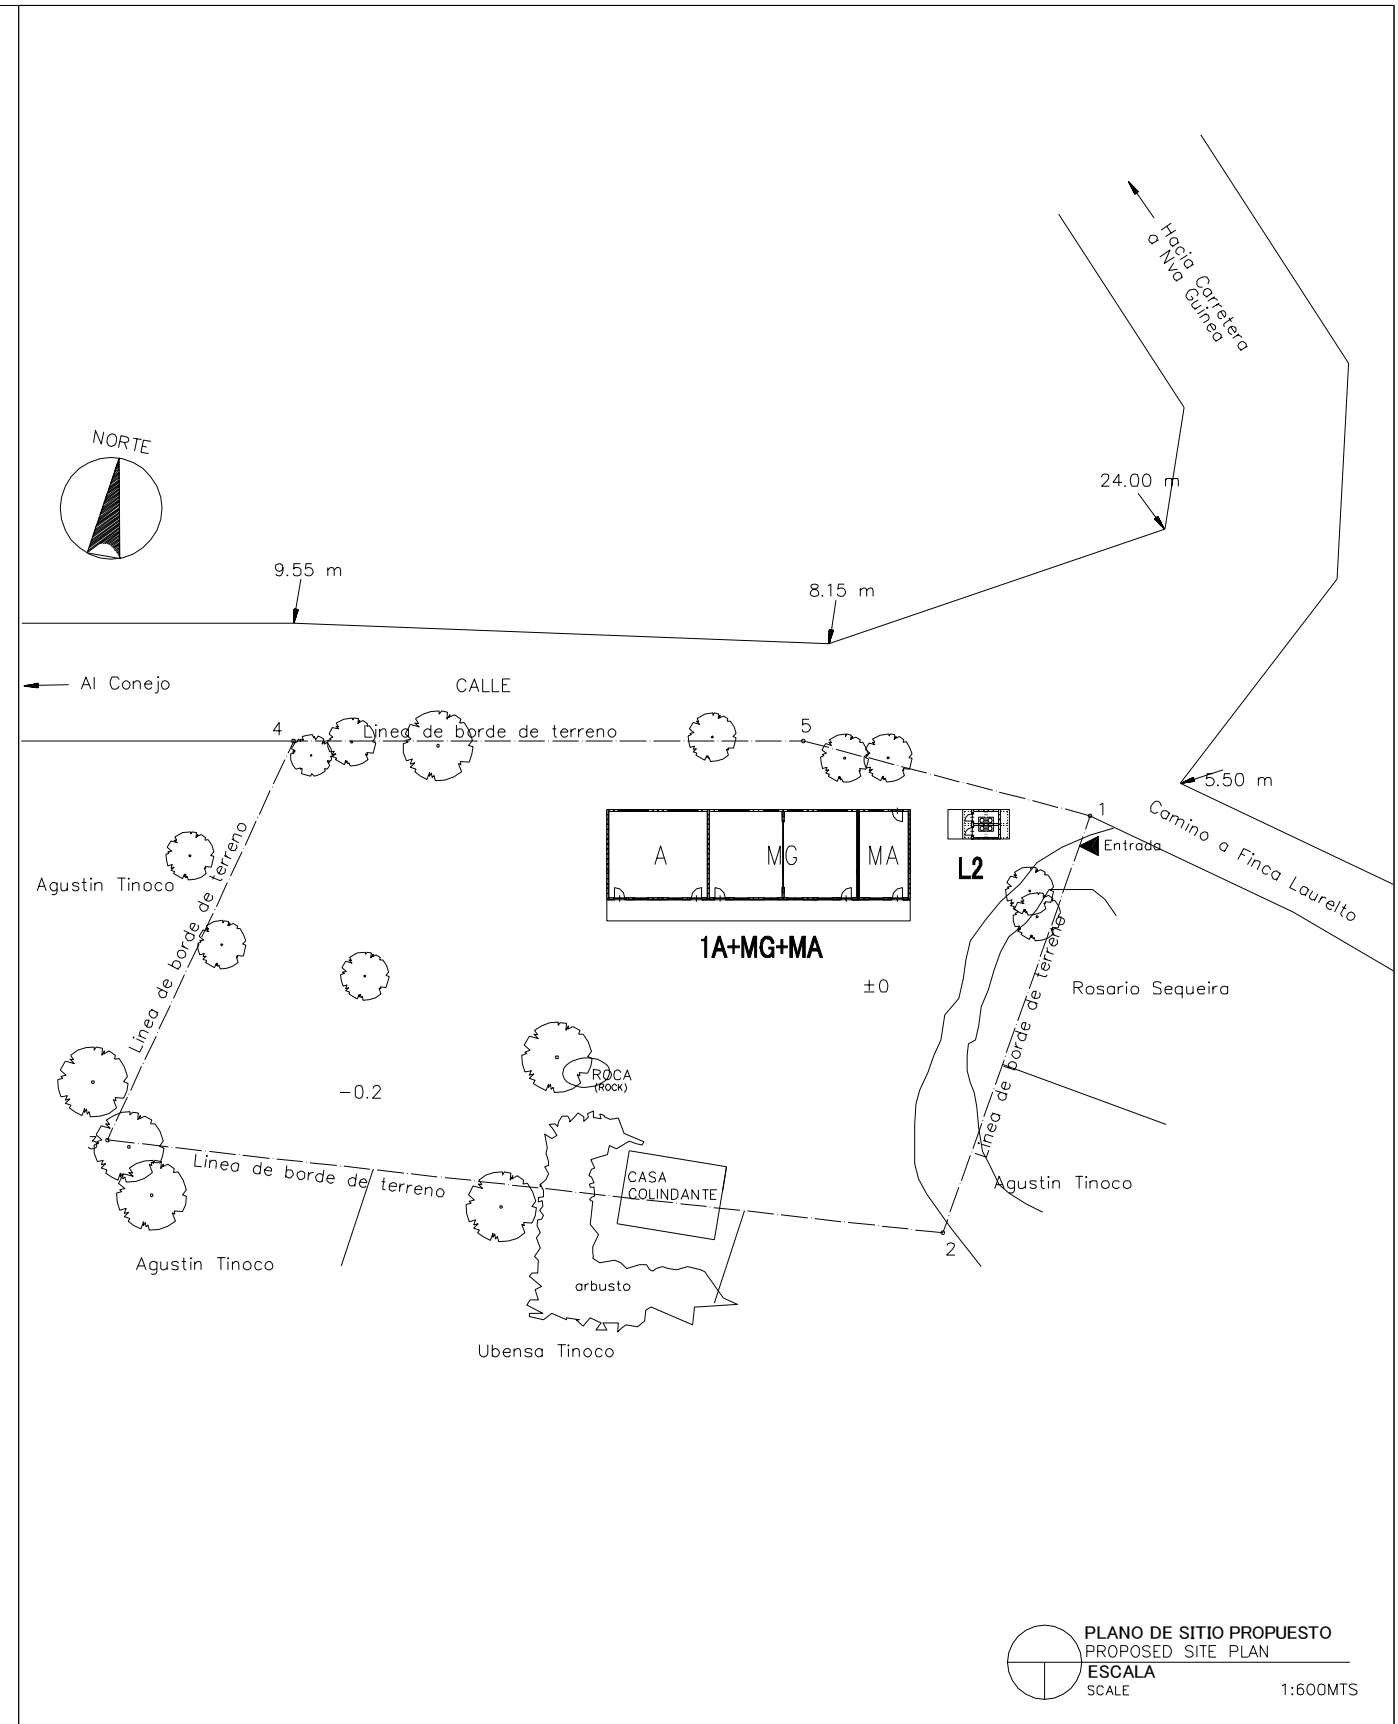 Hacia Carretera
a Nva Guinea
NORTE
24.00 m
9.55 m
8.15 m
Al Conejo
CALLE
4
Linea de borde de terreno
5
5.50 m
1
Camino a Finca Laurelto
Entrada
A
MG
MA
L2
Agustin Tinoco
Linea de borde de terreno
1A+MG+MA
±0
Rosario Sequeira
Linea de borde de terreno
ROCA
(ROCK)
-0.2
3
Linea de borde de terreno
CASA
COLINDANTE
Agustin Tinoco
2
Agustin Tinoco
arbusto
Ubensa Tinoco
PLANO DE SITIO PROPUESTO
PROPOSED SITE PLAN
ESCALA
SCALE
1:600MTS